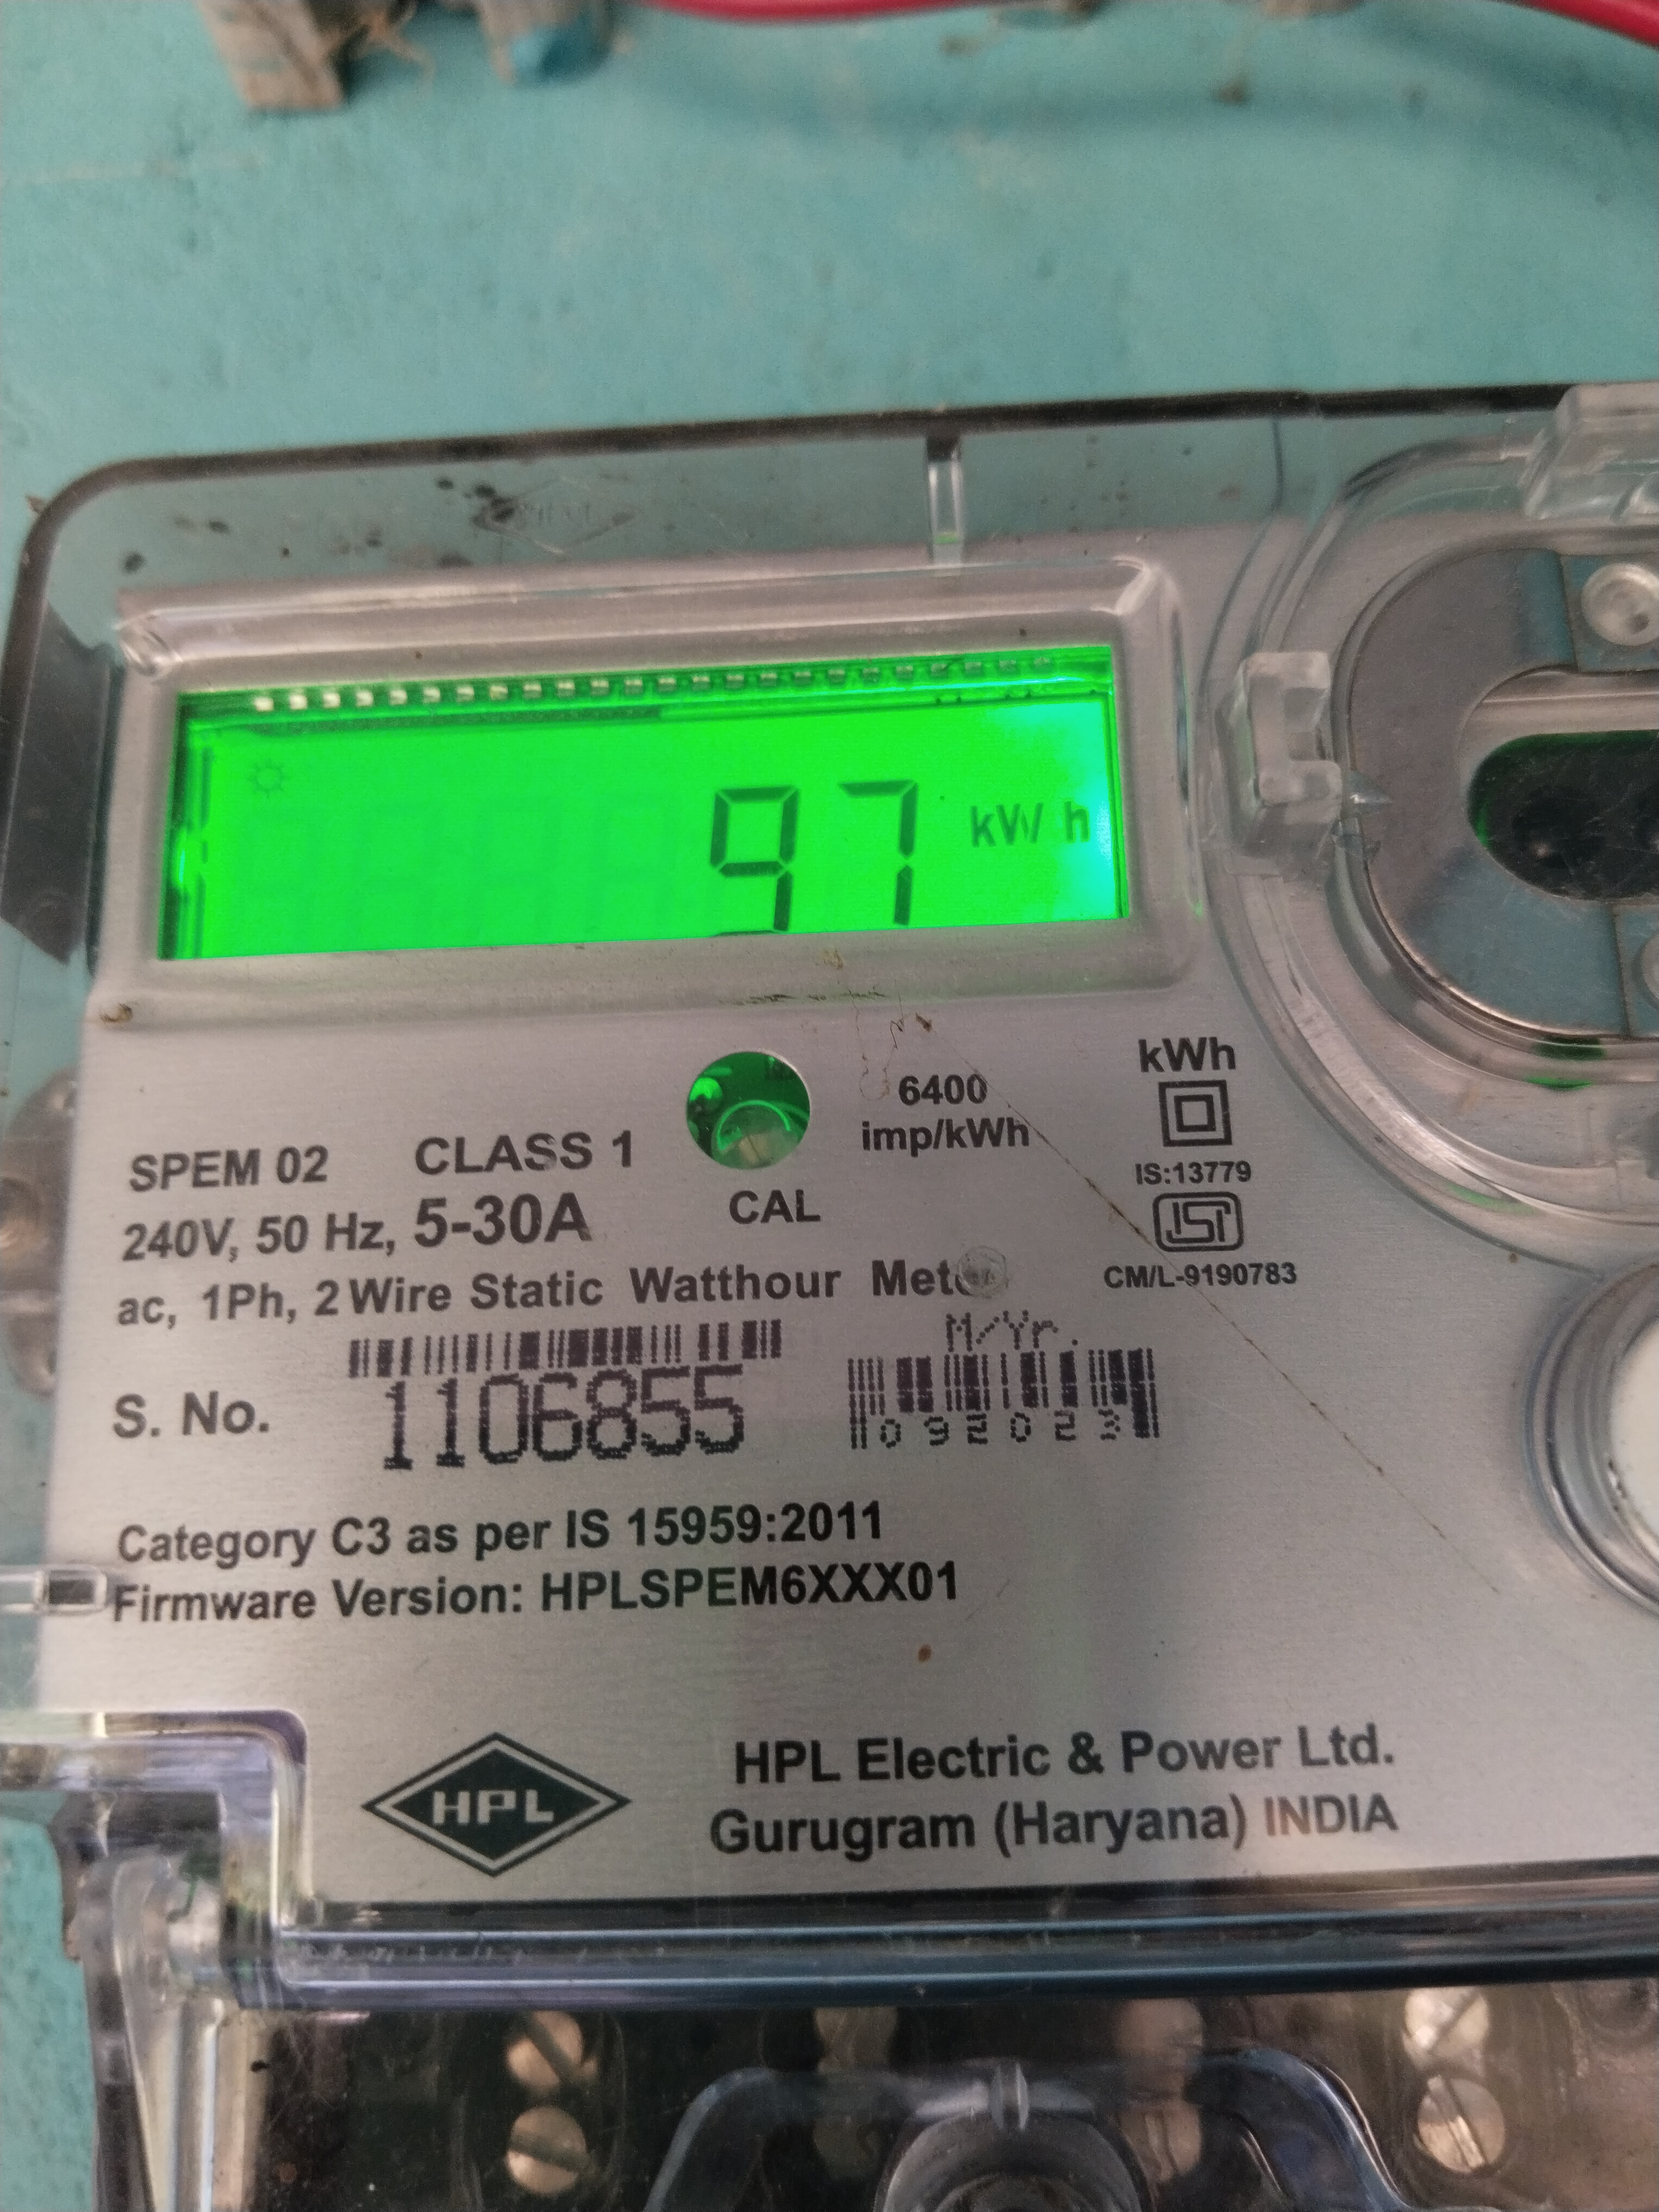 97 kW h
6400
imp/kWh
kWh
IS:13779
ISI
CM/L-9190783
SPEM 02 CLASS 1
CAL
240V, 50 Hz, 5-30A
ac, 1Ph, 2 Wire Static Watthour
M/Yr.
S. No. 1106855
092023
Category C3 as per IS 15959:2011
Firmware Version: HPLSPEM6XXX01
HPL
HPL Electric & Power Ltd.
Gurugram (Haryana) INDIA